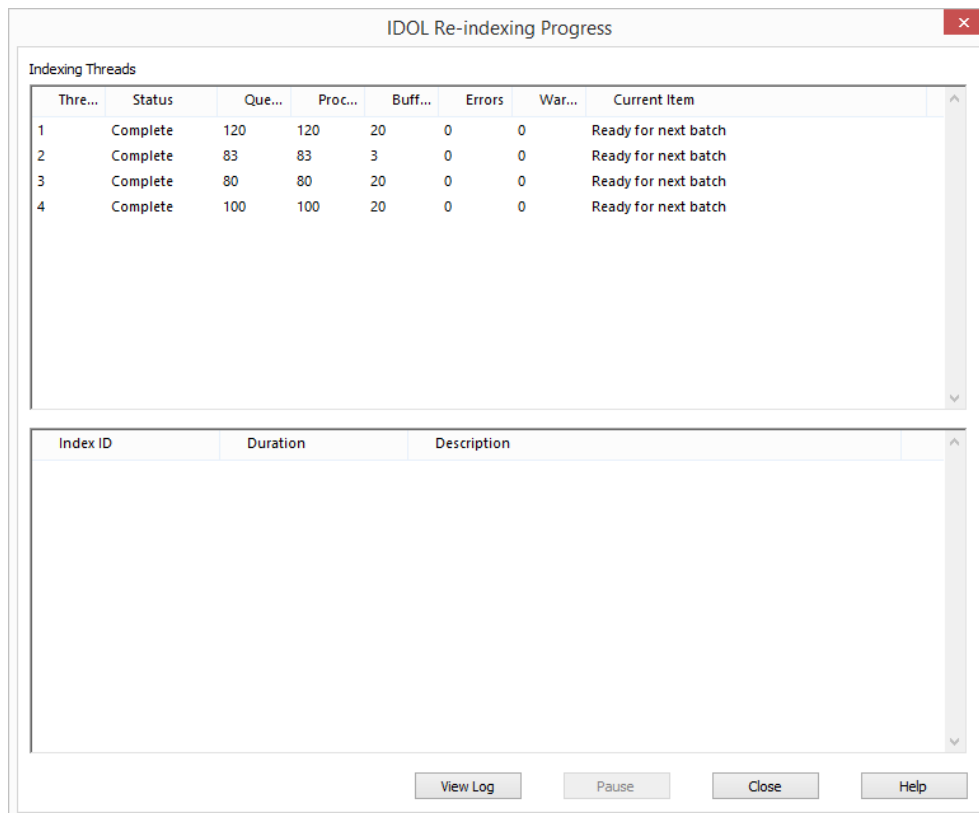 IDOL Re-indexing Progress
Indexing Threads
Thre... Status Que... Proc... Buff... Errors War... Current Item
1 Complete 120 120 20 0 0 Ready for next batch
2 Complete 83 83 3 0 0 Ready for next batch
3 Complete 80 80 20 0 0 Ready for next batch
4 Complete 100 100 20 0 0 Ready for next batch
Index ID Duration Description
View Log Pause Close Help